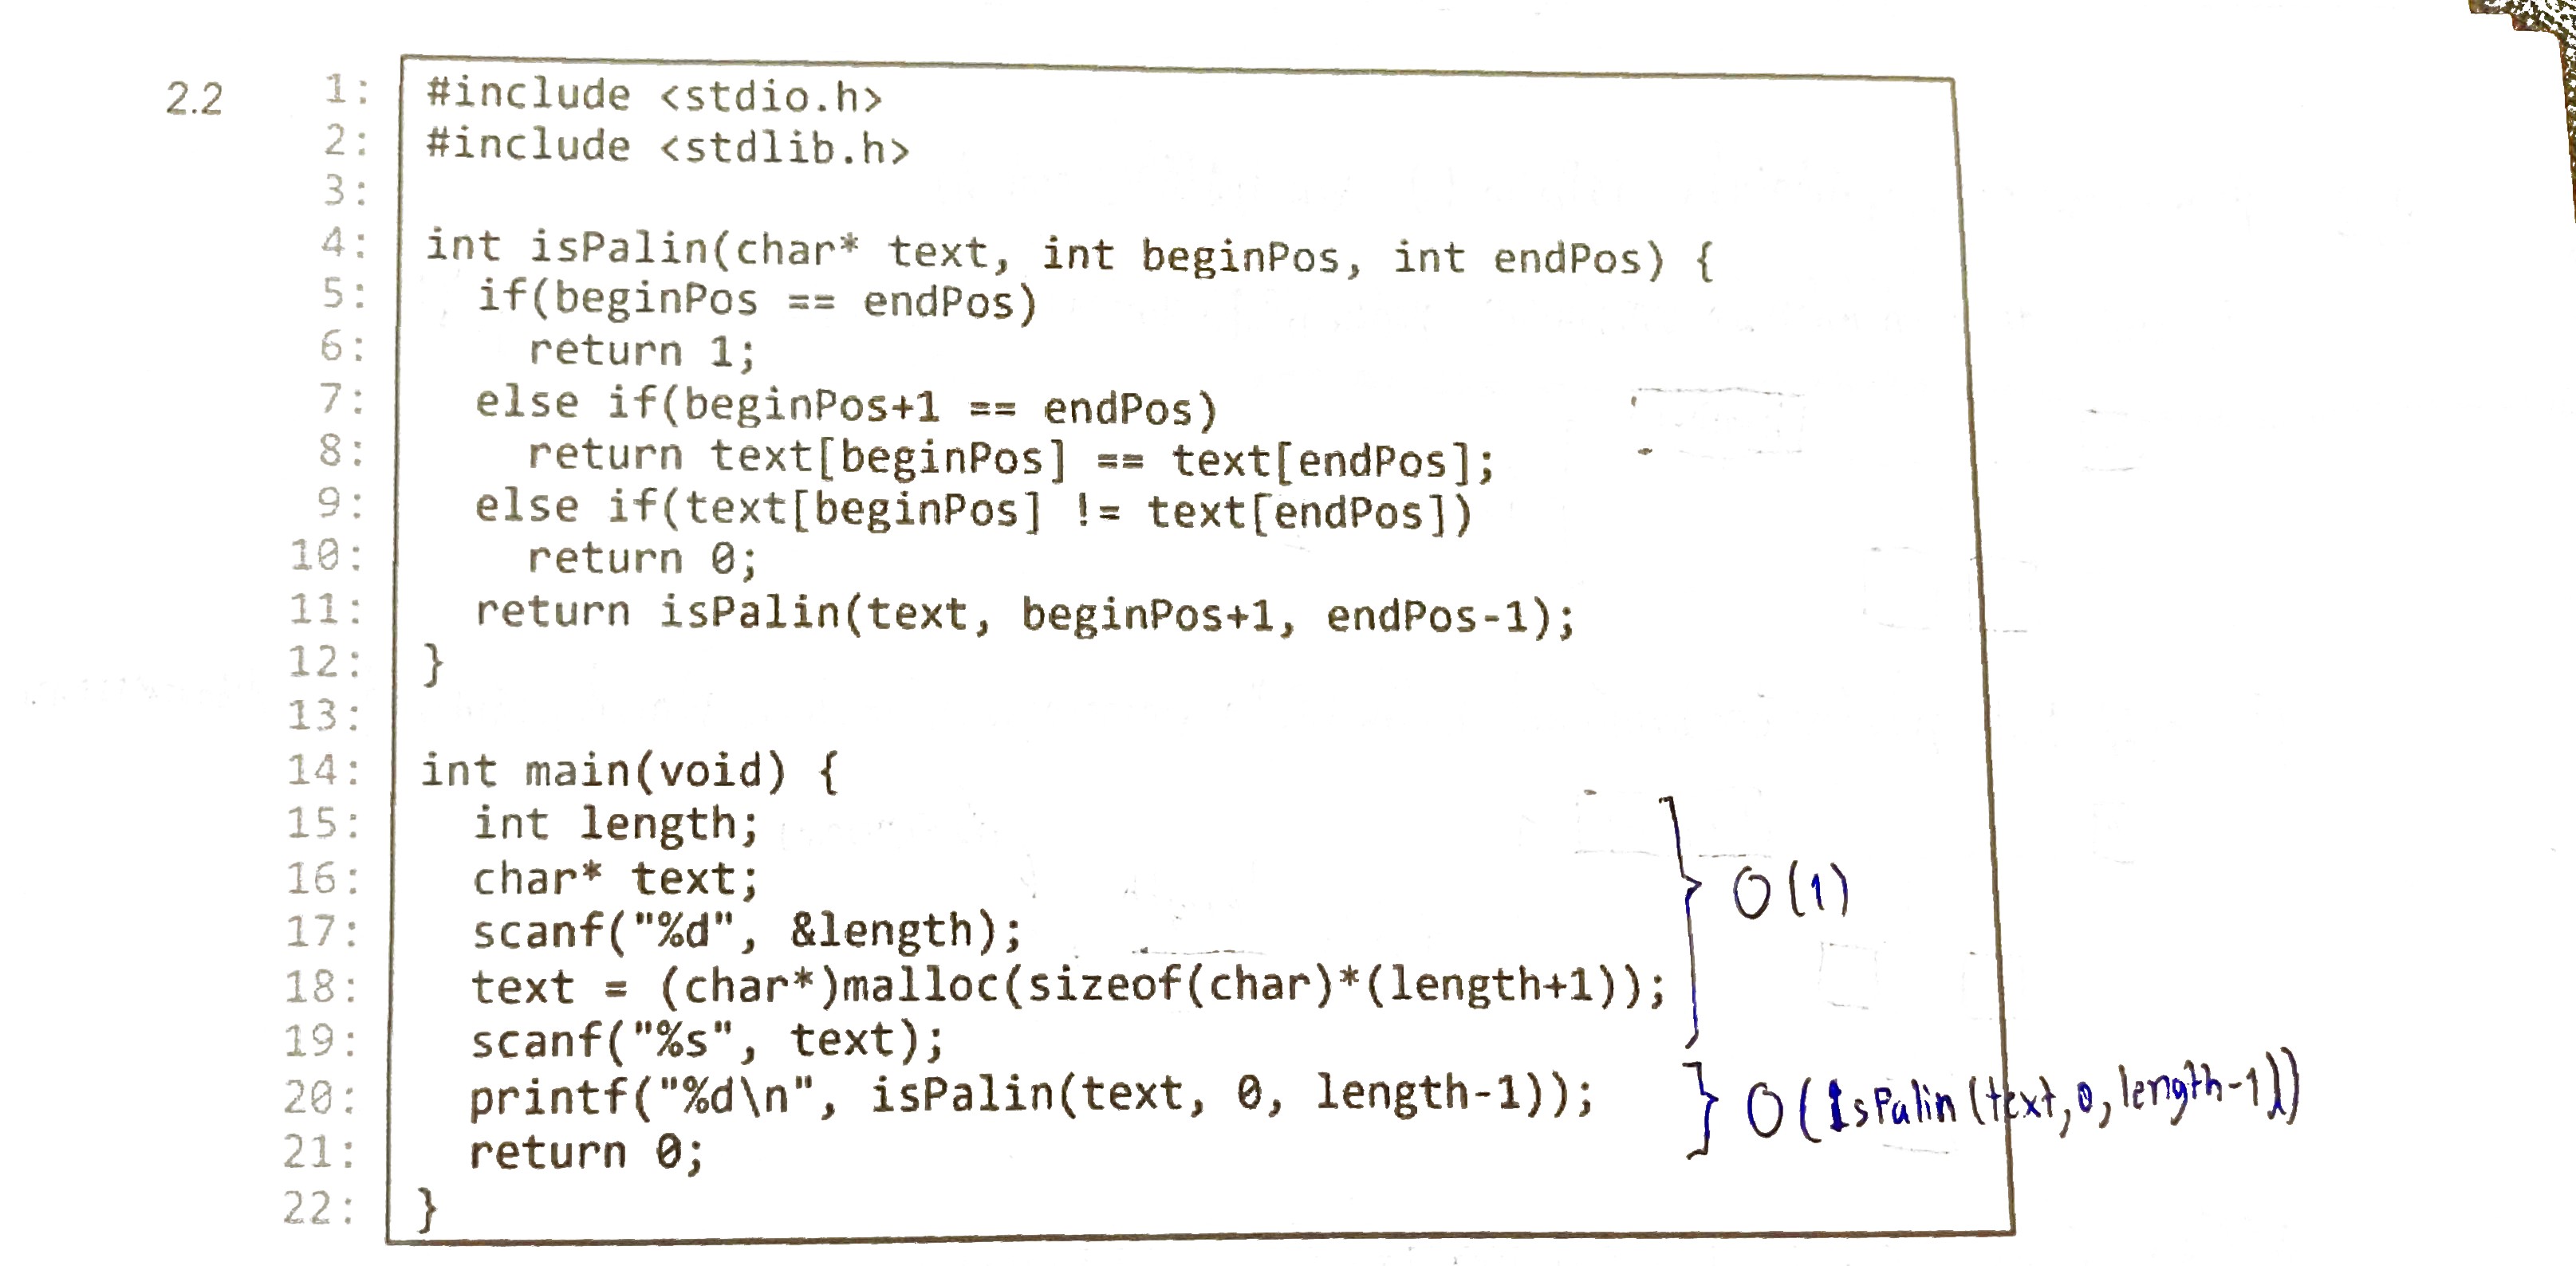 2.2
1: #include <stdio.h>
2: #include <stdlib.h>
3:
4: int isPalin(char* text, int beginPos, int endPos) {
5:   if(beginPos == endPos)
6:     return 1;
7:   else if(beginPos+1 == endPos)
8:     return text[beginPos] == text[endPos];
9:   else if(text[beginPos] != text[endPos])
10:     return 0;
11:   return isPalin(text, beginPos+1, endPos-1);
12: }
13:
14: int main(void) {
15:   int length;
16:   char* text;
17:   scanf("%d", &length);
O(1)
18:   text = (char*)malloc(sizeof(char)*(length+1));
19:   scanf("%s", text);
20:   printf("%d\n", isPalin(text, 0, length-1));
O(IsPalin(text,0,length-1))
21:   return 0;
22: }